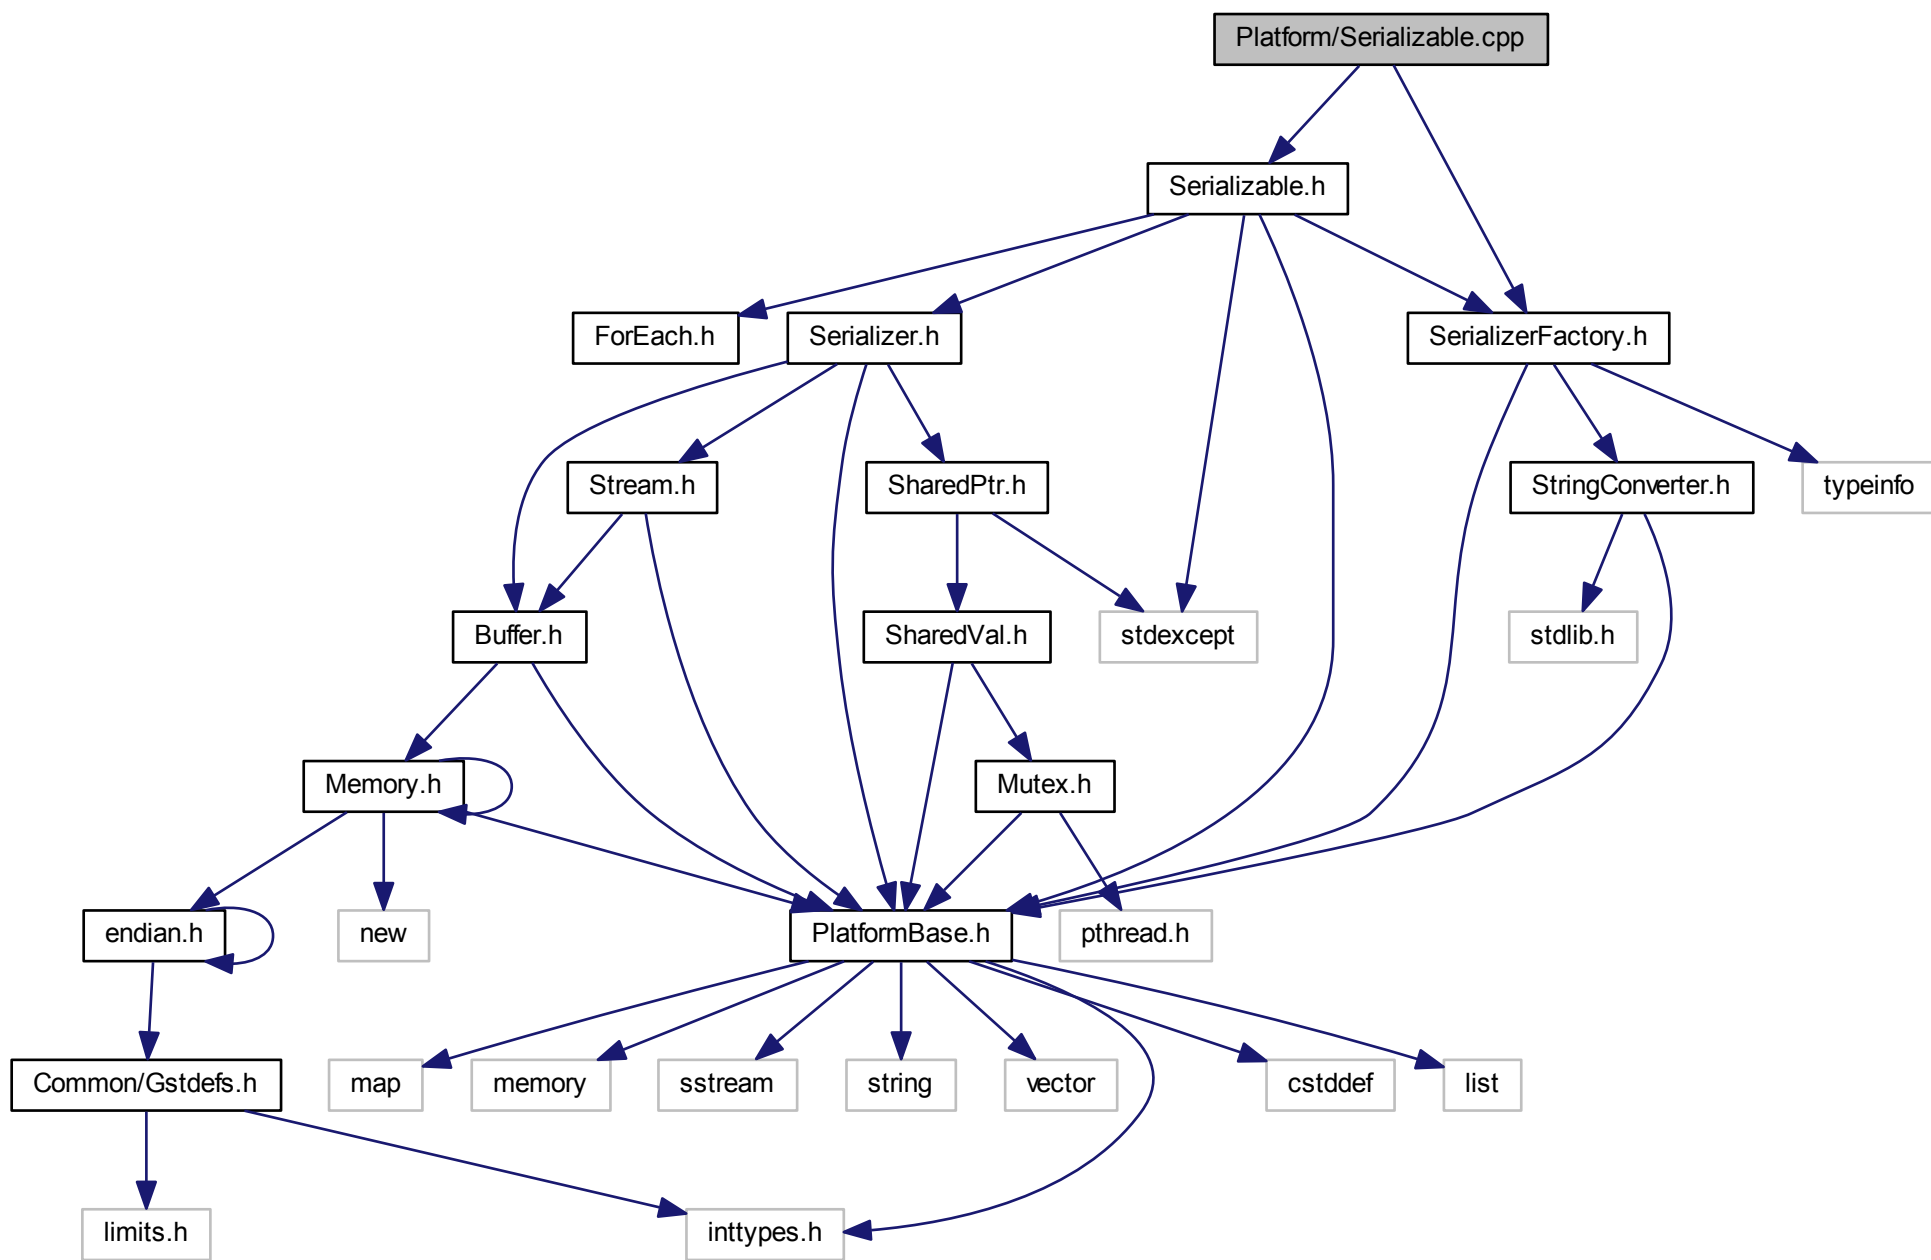 Platform/Serializable.cpp
Serializable.h
ForEach.h
Serializer.h
SerializerFactory.h
Stream.h
SharedPtr.h
StringConverter.h
typeinfo
Buffer.h
SharedVal.h
stdexcept
stdlib.h
Memory.h
Mutex.h
endian.h
new
PlatformBase.h
pthread.h
Common/Gstdefs.h
map
memory
sstream
string
vector
cstddef
list
limits.h
inttypes.h